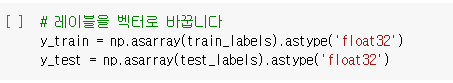 [ ] # 레이블을 벡터로 바꿉니다
y_train = np.asarray(train_labels).astype('float32')
y_test = np.asarray(test_labels).astype('float32')